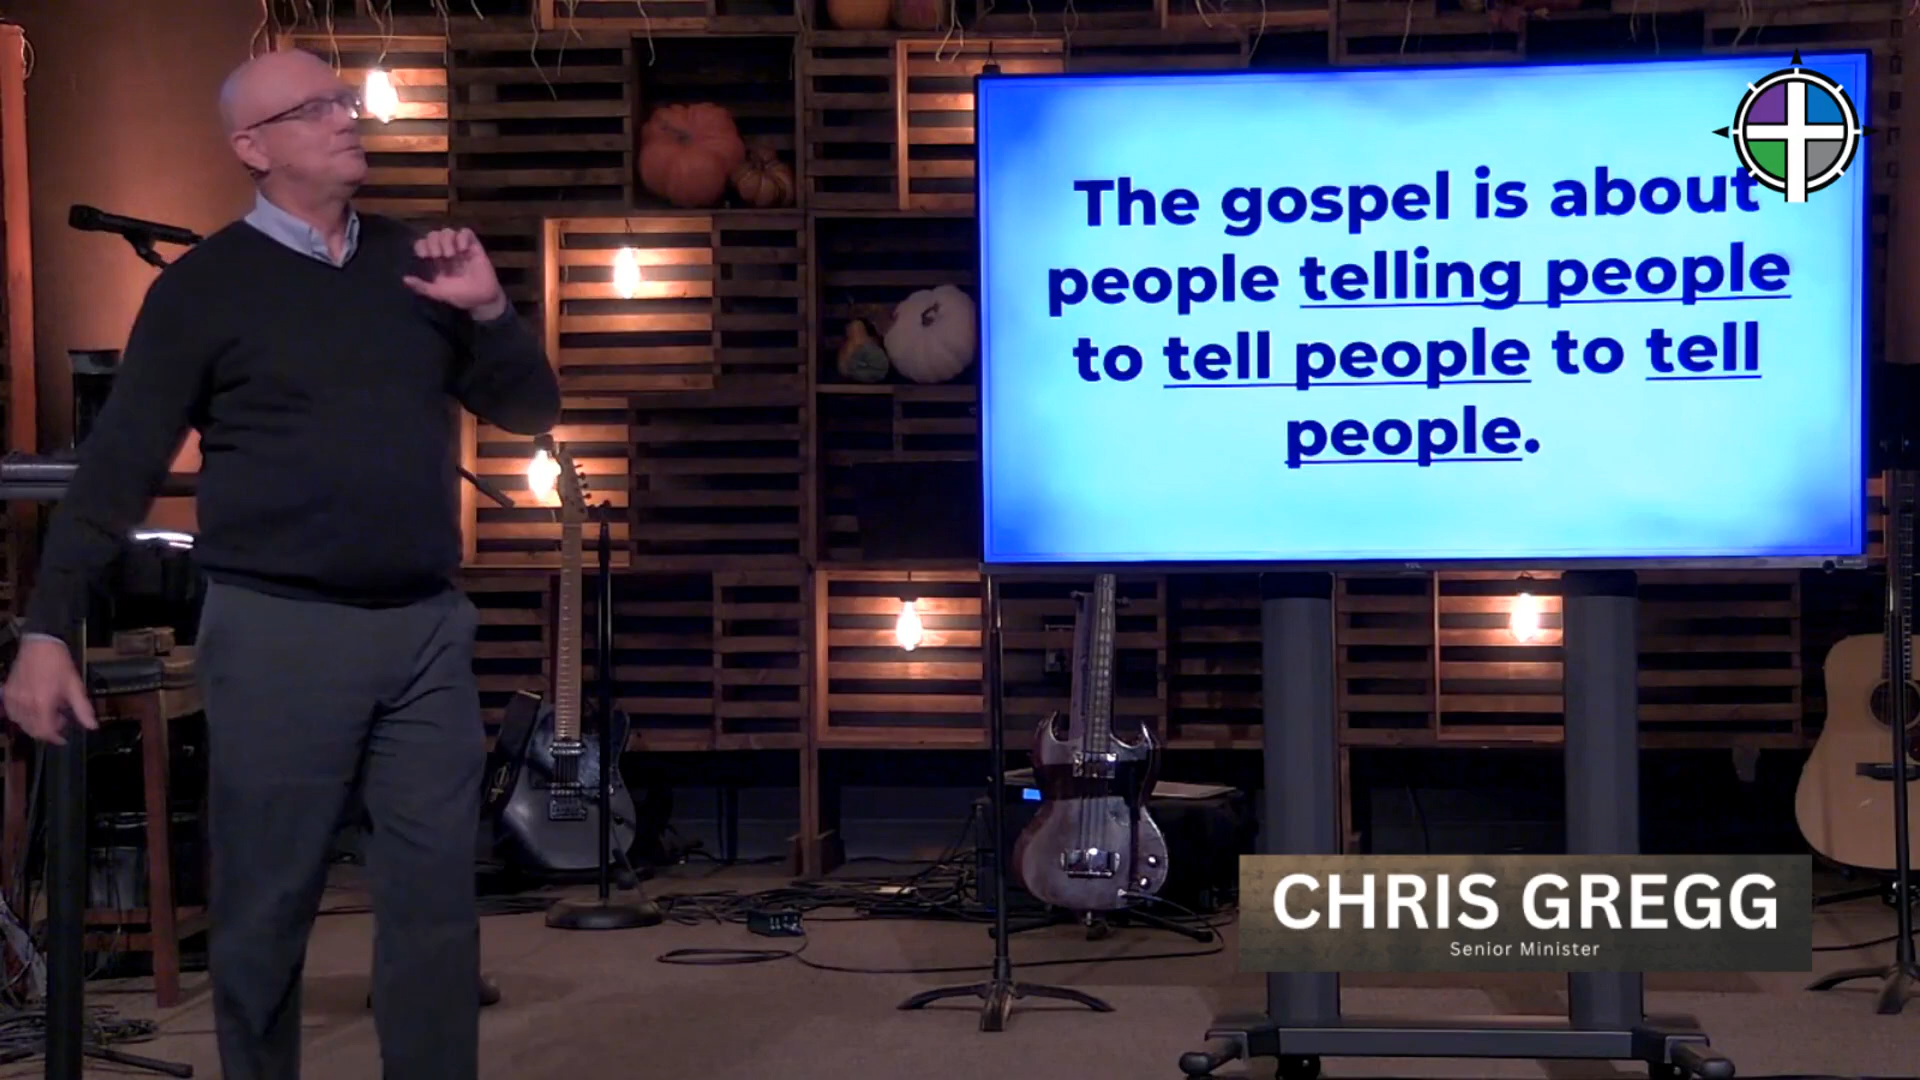 The gospel is about
people telling people
to tell people to tell
people.
CHRIS GREGG
Senior Minister